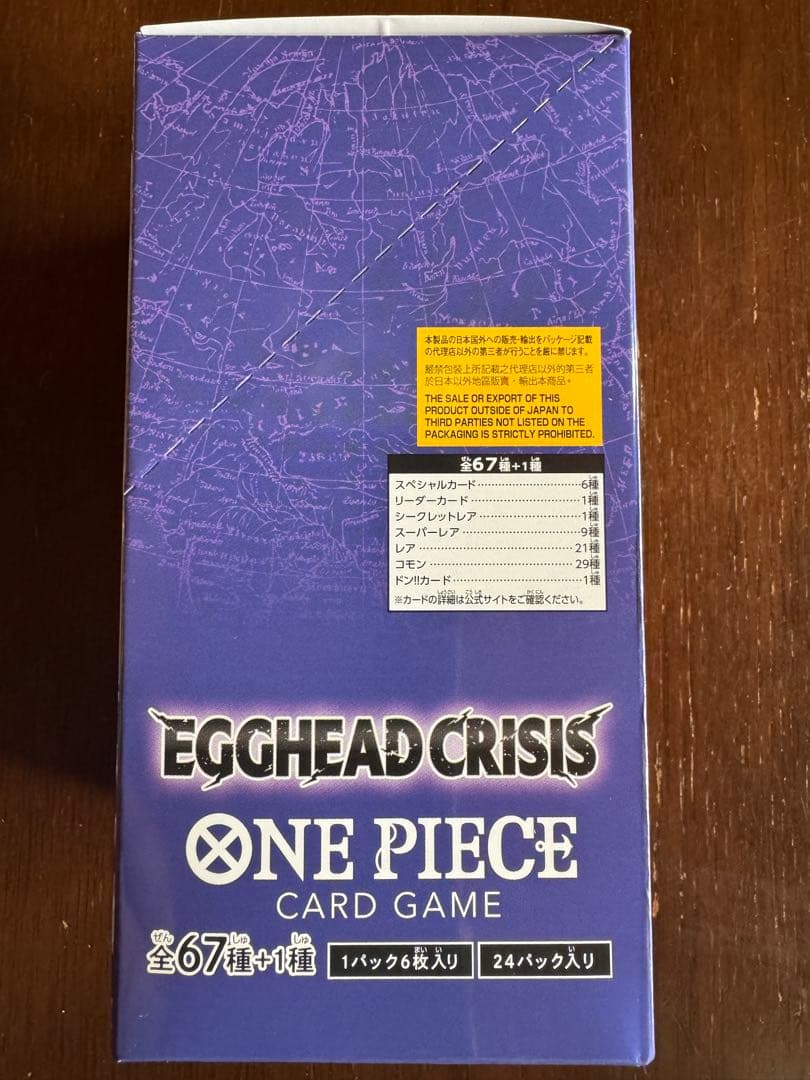 本製品の日本国外への販売・輸出をパッケージ記載
の代理店以外の第三者が行うことを厳に禁じます。
嚴禁包裝上所記載之代理店以外的第三者
於日本以外地區販賣・輸出本商品。
THE SALE OR EXPORT OF THIS
PRODUCT OUTSIDE OF JAPAN TO
THIRD PARTIES NOT LISTED ON THE
PACKAGING IS STRICTLY PROHIBITED.
全67種+1種
スペシャルカード…………………6種
リーダーカード…………………1種
シークレットレア…………………1種
スーパーレア…………………9種
レア…………………21種
コモン…………………29種
ドン!!カード…………………1種
※カードの詳細は公式サイトをご確認ください。
EGGHEAD CRISIS
ONE PIECE
CARD GAME
全67種+1種 1パック6枚入り 24パック入り